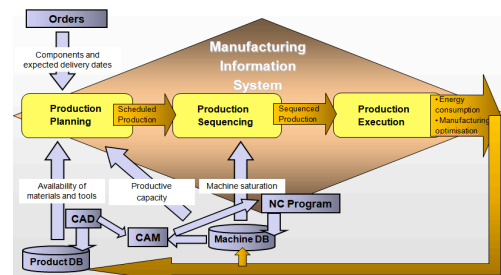 Orders
Components and
expected delivery dates
Manufacturing
Information
System
Production
Planning
Scheduled
Production
Production
Sequencing
Sequenced
Production
Production
Execution
• Energy
consumption
• Manufacturing
optimisation
Availability of
materials and tools
Productive
capacity
Machine saturation
NC Program
CAD
CAM
Machine DB
Product DB